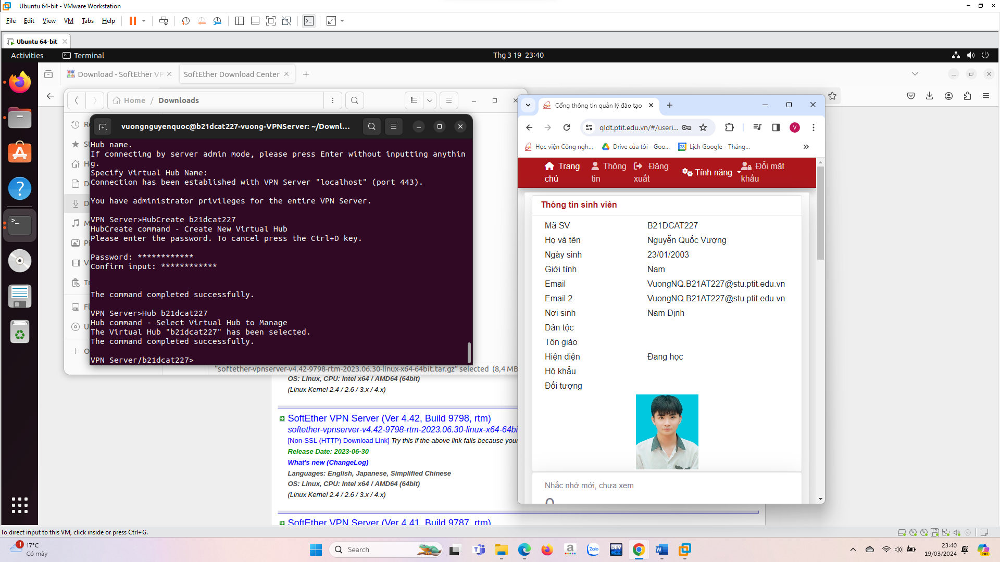 Ubuntu 64-bit - VMware Workstation
File Edit View VM Tabs Help
Ubuntu 64-bit
Activities Terminal Thg 3 19 23:40
Download - SoftEther VP
SoftEther Download Center
Home / Downloads
vuongnguyenquoc@b21dcat227-vuong-VPNServer: ~/Downl...
Hub name.
If connecting by server admin mode, please press Enter without inputting anythin
g.
Specify Virtual Hub Name:
Connection has been established with VPN Server "localhost" (port 443).
You have administrator privileges for the entire VPN Server.
VPN Server>HubCreate b21dcat227
HubCreate command - Create New Virtual Hub
Please enter the password. To cancel press the Ctrl+D key.
Password: ************
Confirm input: ************
The command completed successfully.
VPN Server>Hub b21dcat227
Hub command - Select Virtual Hub to Manage
The Virtual Hub "b21dcat227" has been selected.
The command completed successfully.
VPN Server/b21dcat227>
"softether-vpnserver-v4.42-9798-rtm-2023.06.30-linux-x64-64bit.tar.gz" selected (8,4 MB
OS: Linux, CPU: Intel x64 / AMD64 (64bit)
(Linux Kernel 2.4 / 2.6 / 3.x / 4.x)
SoftEther VPN Server (Ver 4.42, Build 9798, rtm)
softether-vpnserver-v4.42-9798-rtm-2023.06.30-linux-x64-64bi
[Non-SSL (HTTP) Download Link] Try this if the above link fails because your
Release Date: 2023-06-30
What's new (ChangeLog)
Languages: English, Japanese, Simplified Chinese
OS: Linux, CPU: Intel x64 / AMD64 (64bit)
(Linux Kernel 2.4 / 2.6 / 3.x / 4.x)
SoftEther VPN Server (Ver 4.41, Build 9787, rtm)
Cổng thông tin quản lý đào tạo
qldt.ptit.edu.vn/#/useri...
V
Học viện Công ngh...
Drive của tôi - Goo...
28
Lịch Google - Tháng...
Trang chủ
Thông tin
Đăng xuất
Tính năng
Đổi mật khẩu
Thông tin sinh viên
Mã SV B21DCAT227
Họ và tên Nguyễn Quốc Vượng
Ngày sinh 23/01/2003
Giới tính Nam
Email VuongNQ.B21AT227@stu.ptit.edu.vn
Email 2 VuongNQ.B21AT227@stu.ptit.edu.vn
Nơi sinh Nam Định
Dân tộc
Tôn giáo
Hiện diện Đang học
Hộ khẩu
Đối tượng
Nhắc nhở mới, chưa xem
0
To direct input to this VM, click inside or press Ctrl+G.
1
17°C
Có mây
Search
Zalo
DEV
23:40
19/03/2024
PRE